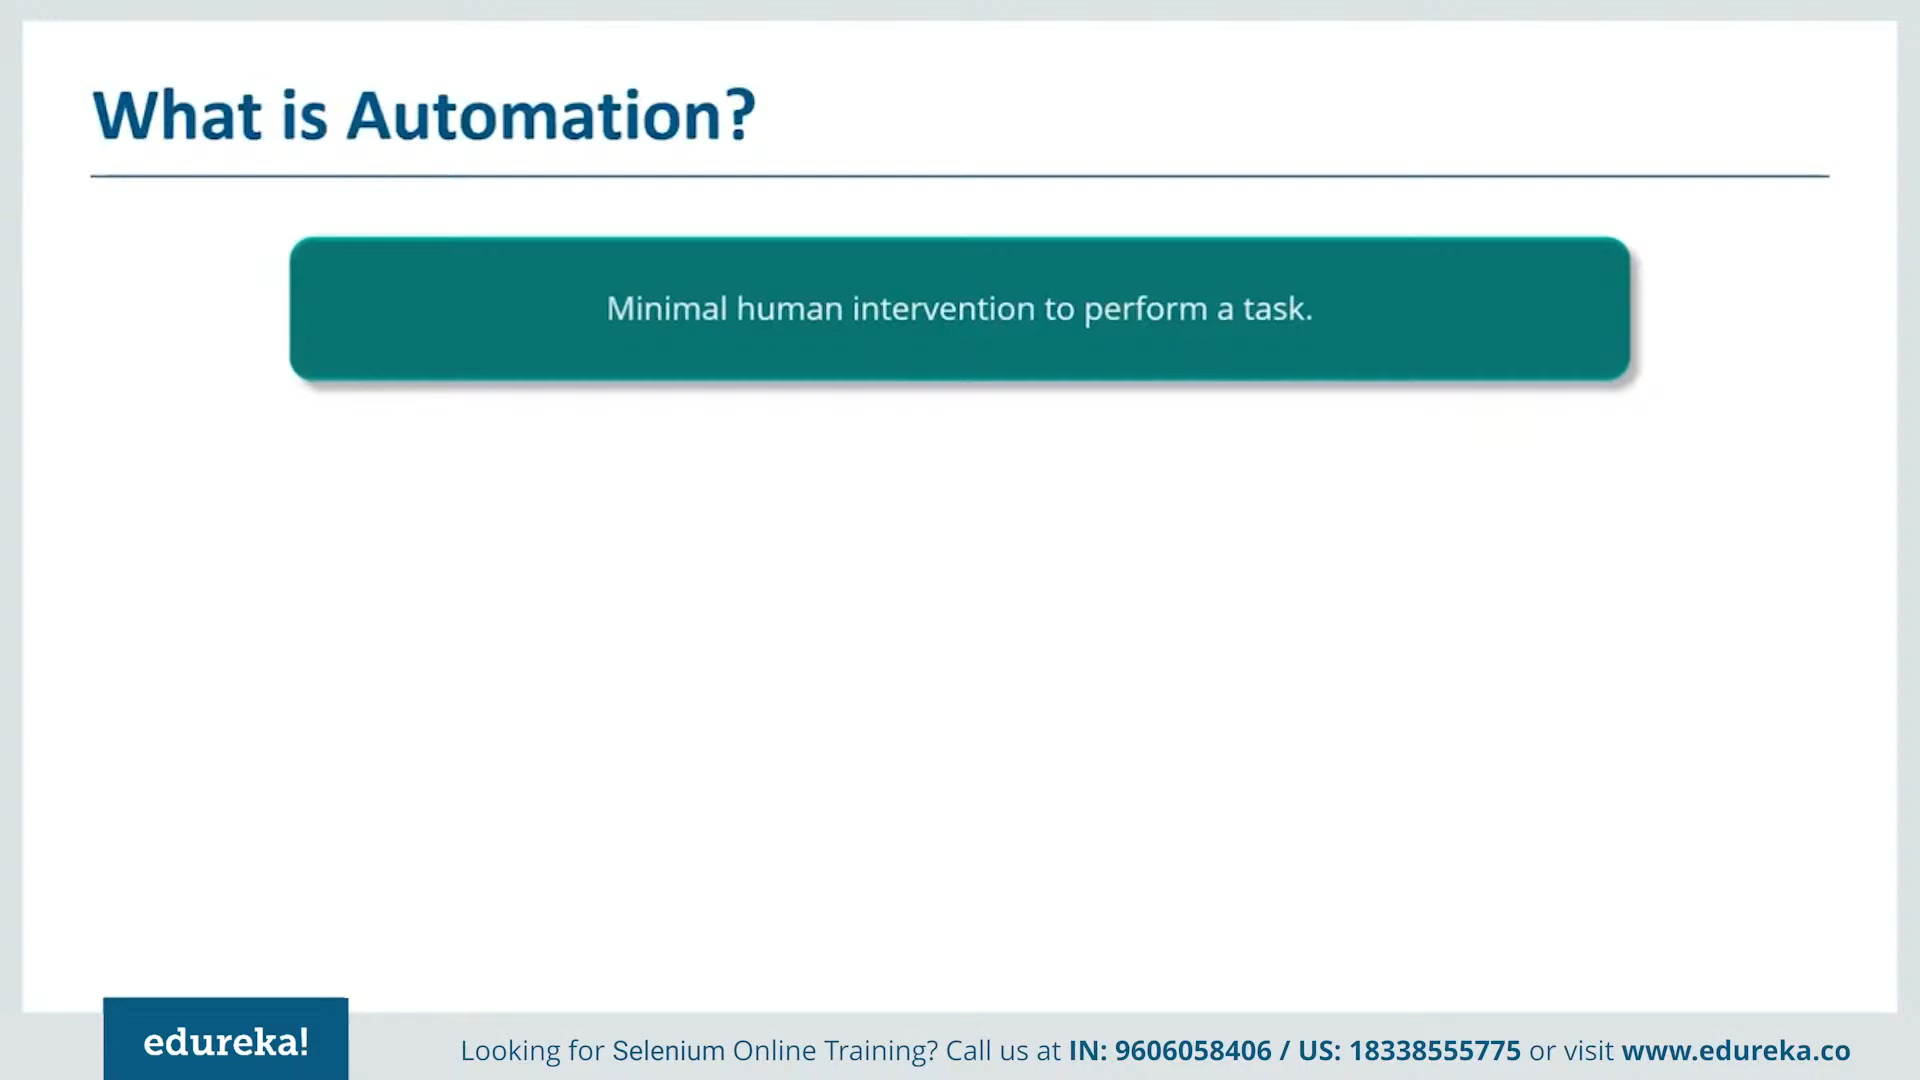 What is Automation?
Minimal human intervention to perform a task.
edureka!
Looking for Selenium Online Training? Call us at IN: 9606058406 / US: 18338555775 or visit www.edureka.co